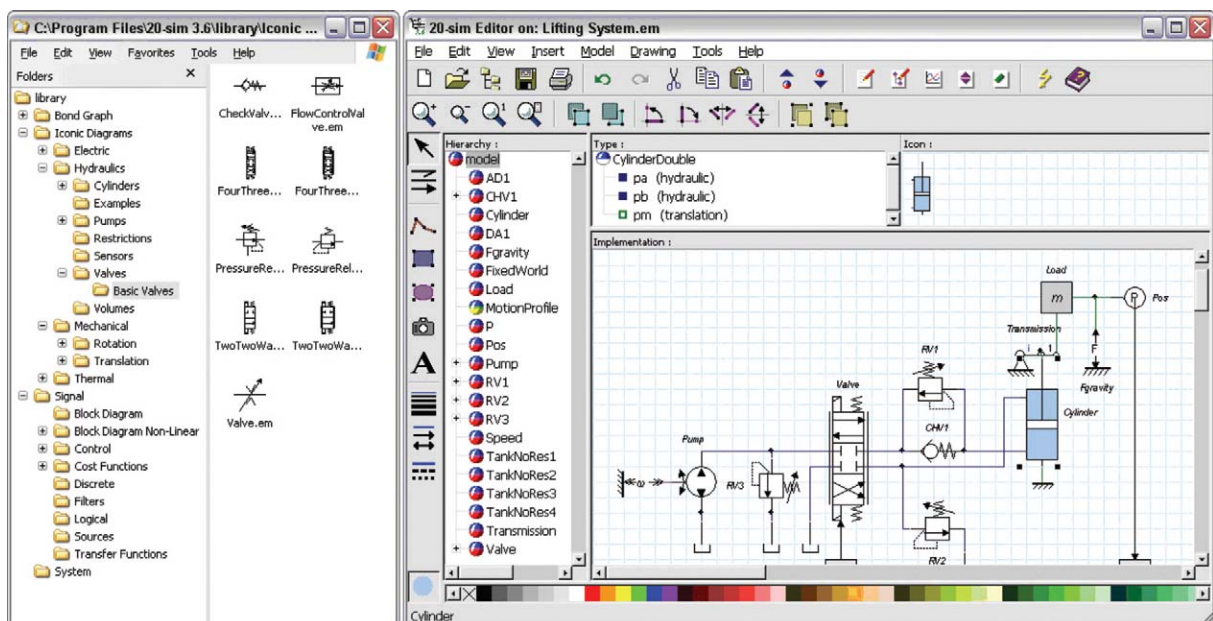 C:\Program Files\20-sim 3.6\library\Iconic ...
File Edit View Favorites Tools Help
Folders
library
Bond Graph
Iconic Diagrams
Electric
Hydraulics
Cylinders
Examples
Pumps
Restrictions
Sensors
Valves
Basic Valves
Volumes
Mechanical
Rotation
Translation
Thermal
Signal
Block Diagram
Block Diagram Non-Linear
Control
Cost Functions
Discrete
Filters
Logical
Sources
Transfer Functions
System
CheckValv... FlowControlVal
ve.em
FourThree... FourThree...
PressureRe... PressureRel...
TwoTwoWa... TwoTwoWa...
Valve.em
20-sim Editor on: Lifting System.em
File Edit View Insert Model Drawing Tools Help
Hierarchy :
model
AD1
CHV1
Cylinder
DA1
Fgravity
FixedWorld
Load
MotionProfile
P
Pos
Pump
RV1
RV2
RV3
Speed
TankNoRes1
TankNoRes2
TankNoRes3
TankNoRes4
Transmission
Valve
Type :
CylinderDouble
pa (hydraulic)
pb (hydraulic)
pm (translation)
Icon :
Implementation :
Load
m
P
Pos
Transmission
i
1
F
Fgravity
RV1
Valve
Cylinder
CHV1
Pump
ω
RV3
RV2
A
Cylinder